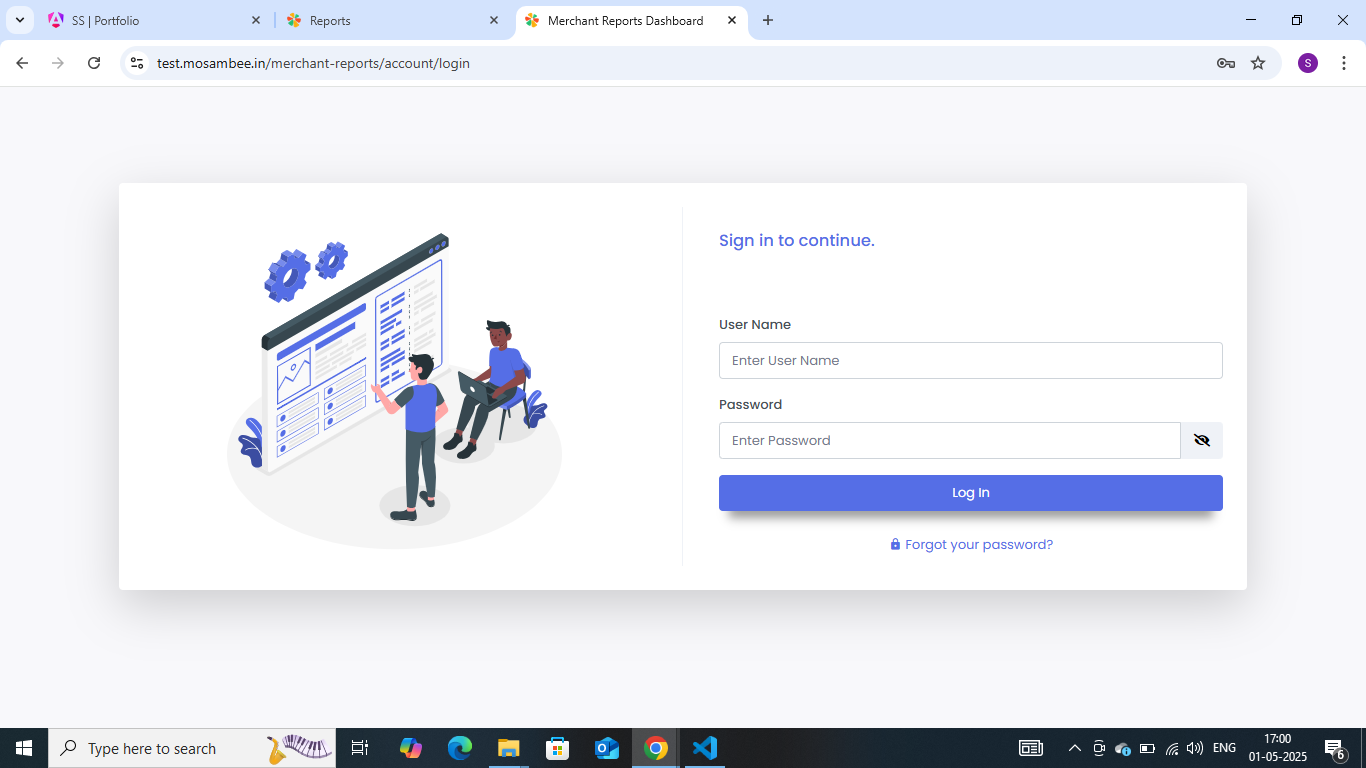 SS | Portfolio
Reports
Merchant Reports Dashboard
test.mosambee.in/merchant-reports/account/login
S
Sign in to continue.
User Name
Enter User Name
Password
Enter Password
Log In
Forgot your password?
Type here to search
ENG
17:00
01-05-2025
6